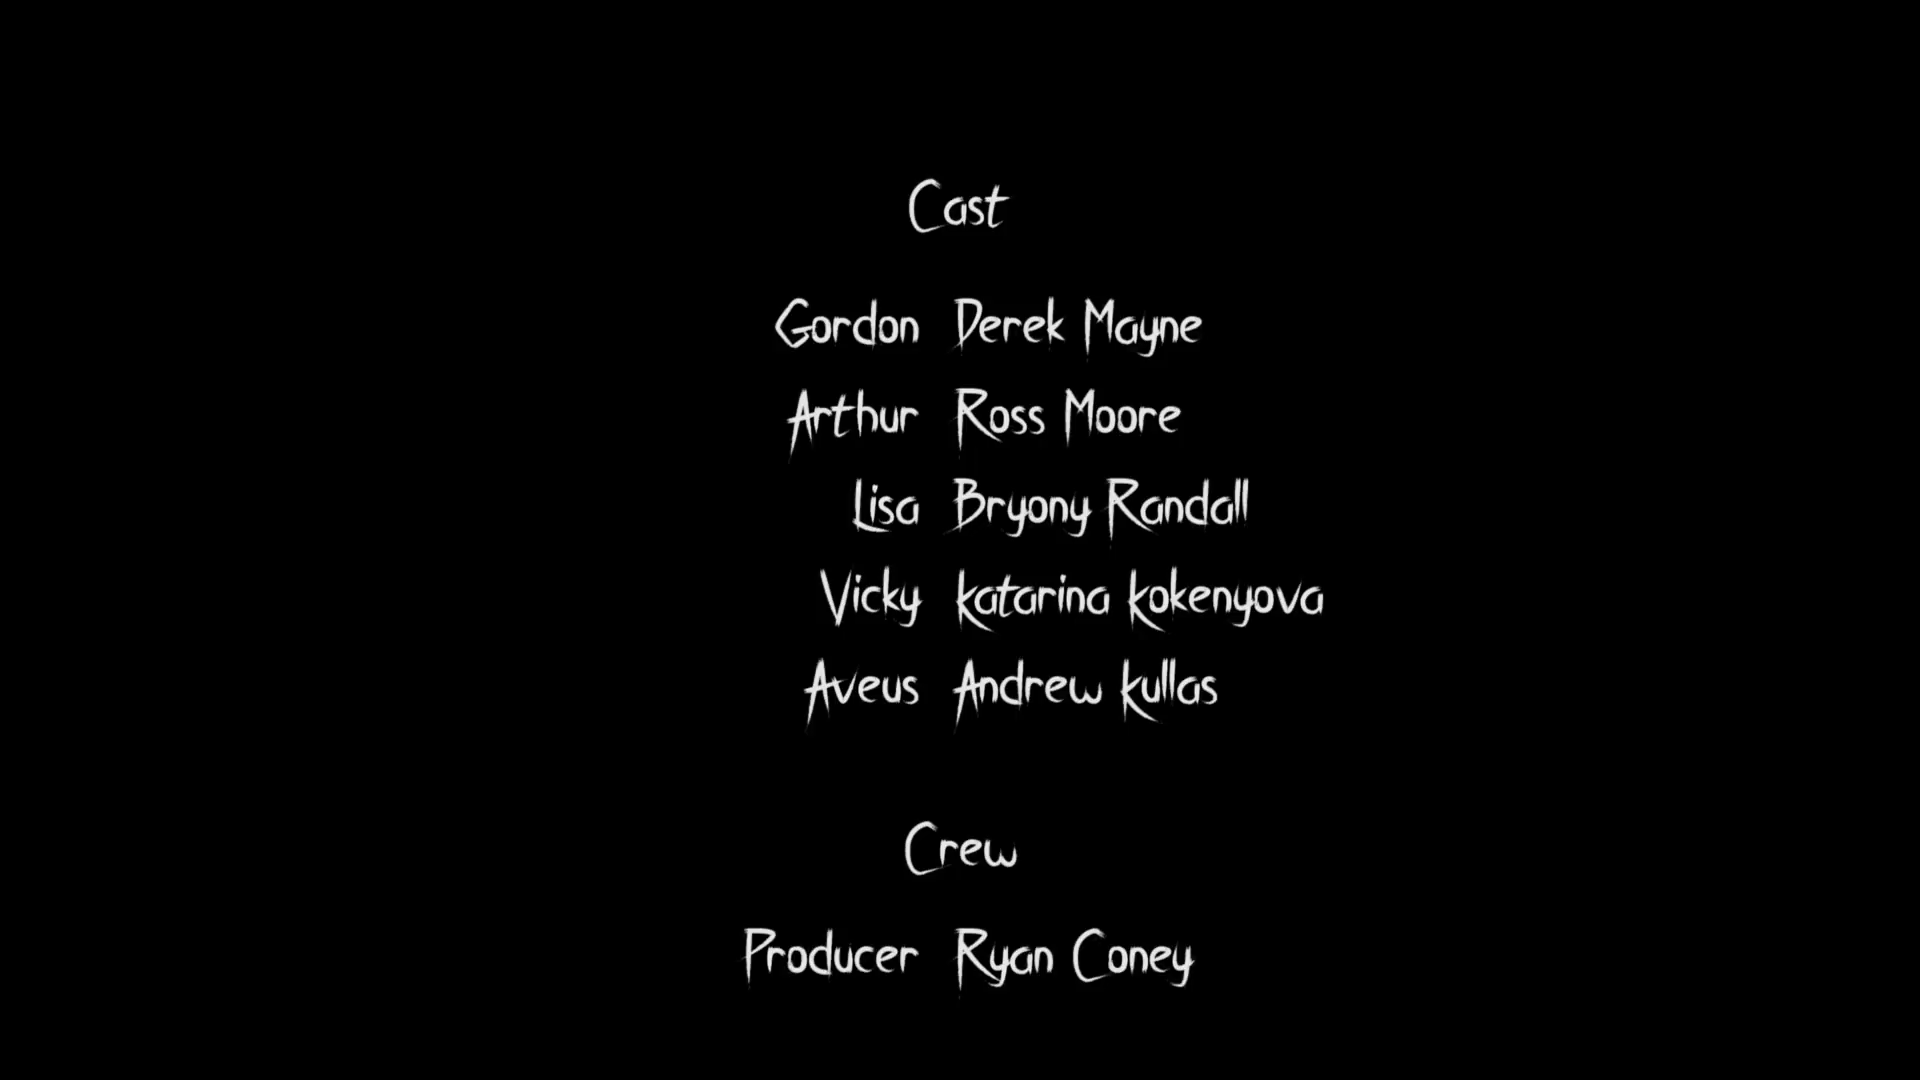 Cast
Gordon Derek Mayne
Arthur Ross Moore
Lisa Bryony Randall
Vicky Katarina Kokenyova
Aveus Andrew Kullas
Crew
Producer Ryan Coney